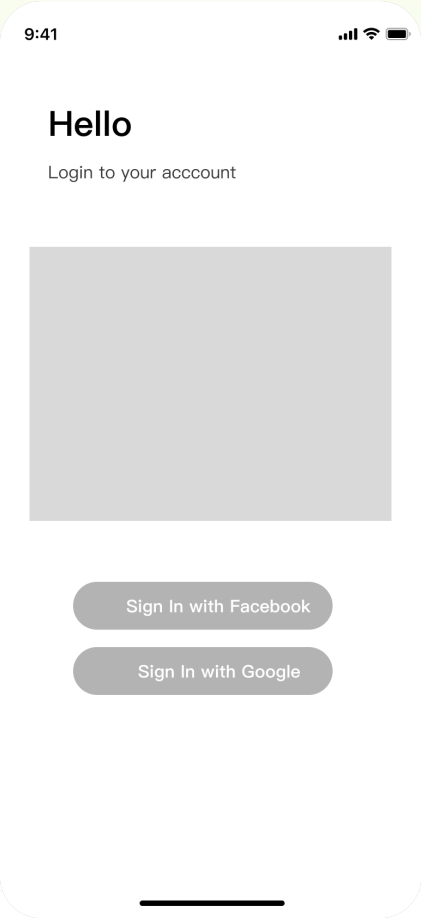 9:41
Hello
Login to your acccount
Sign In with Facebook
Sign In with Google